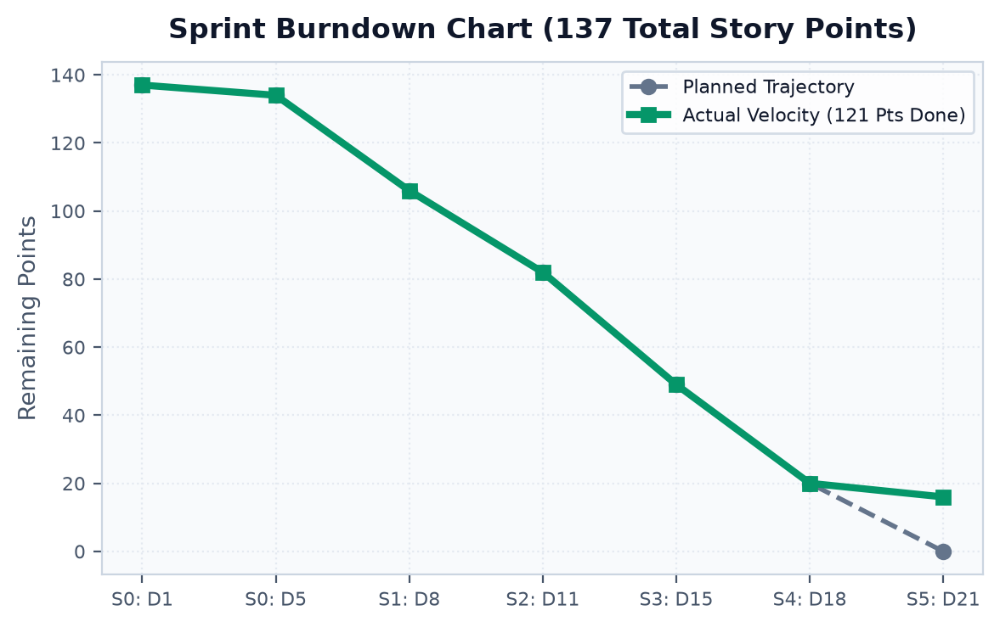 Sprint Burndown Chart (137 Total Story Points)
Planned Trajectory
Actual Velocity (121 Pts Done)
Remaining Points
140
120
100
80
60
40
20
0
S0: D1
S0: D5
S1: D8
S2: D11
S3: D15
S4: D18
S5: D21